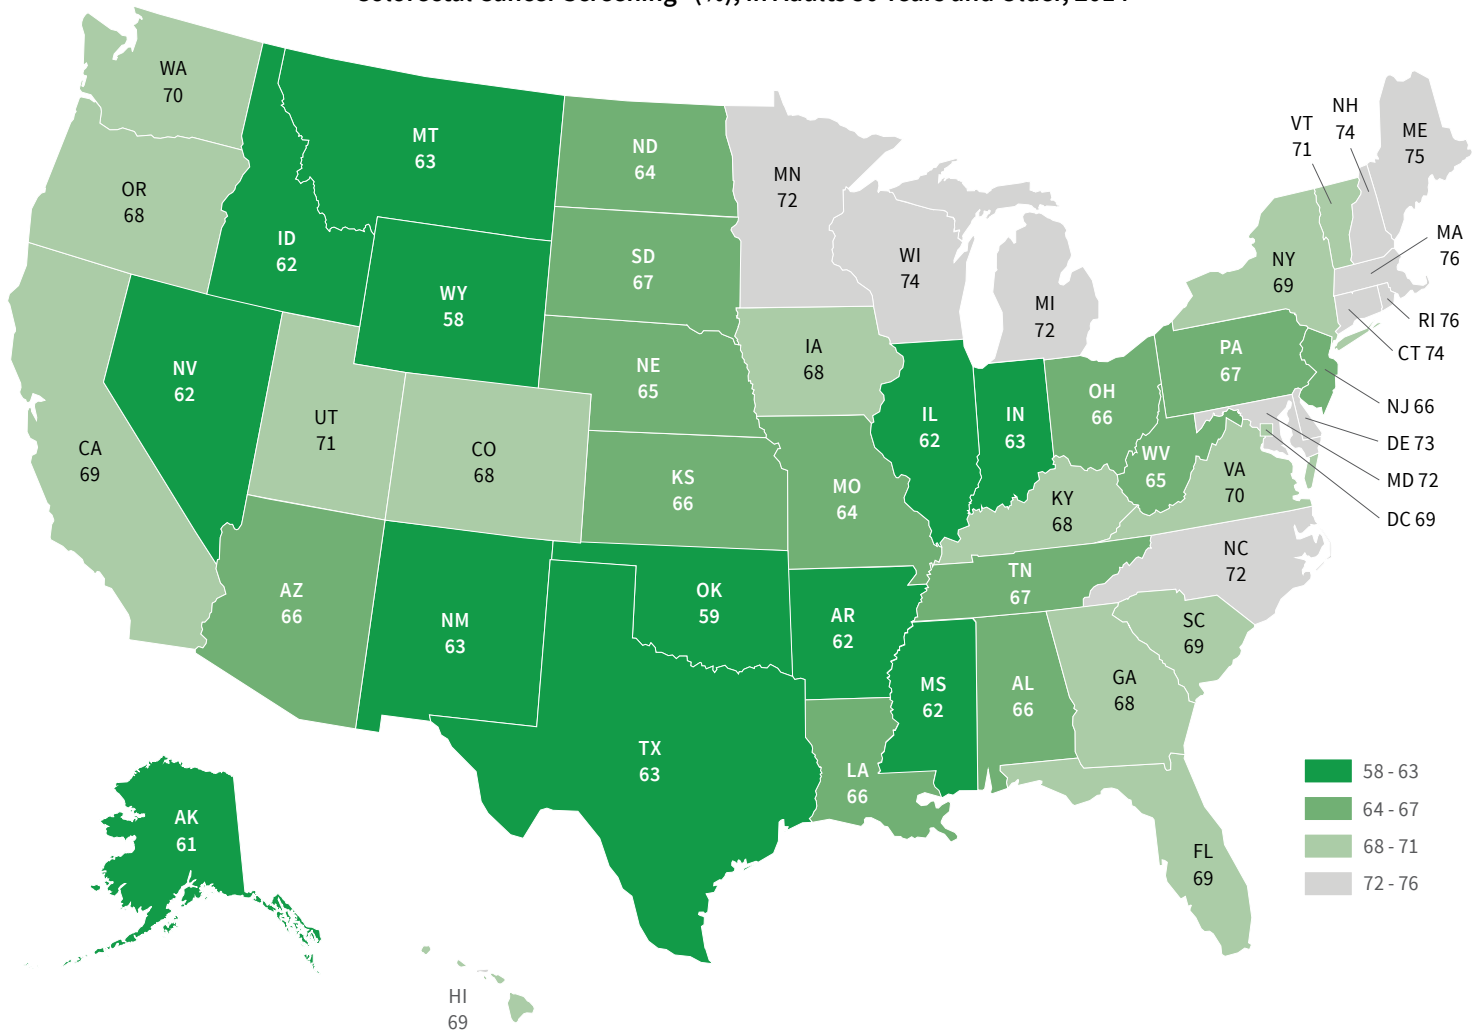 WA
70
OR
68
CA
69
MT
63
ID
62
WY
58
NV
62
UT
71
CO
68
AZ
66
NM
63
ND
64
SD
67
NE
65
KS
66
OK
59
TX
63
MN
72
IA
68
MO
64
AR
62
LA
66
WI
74
MI
72
IL
62
IN
63
OH
66
KY
68
TN
67
MS
62
AL
66
GA
68
FL
69
SC
69
NC
72
VA
70
WV
65
PA
67
NY
69
VT
71
NH
74
ME
75
MA
76
RI 76
CT 74
NJ 66
DE 73
MD 72
DC 69
AK
61
HI
69
58 - 63
64 - 67
68 - 71
72 - 76